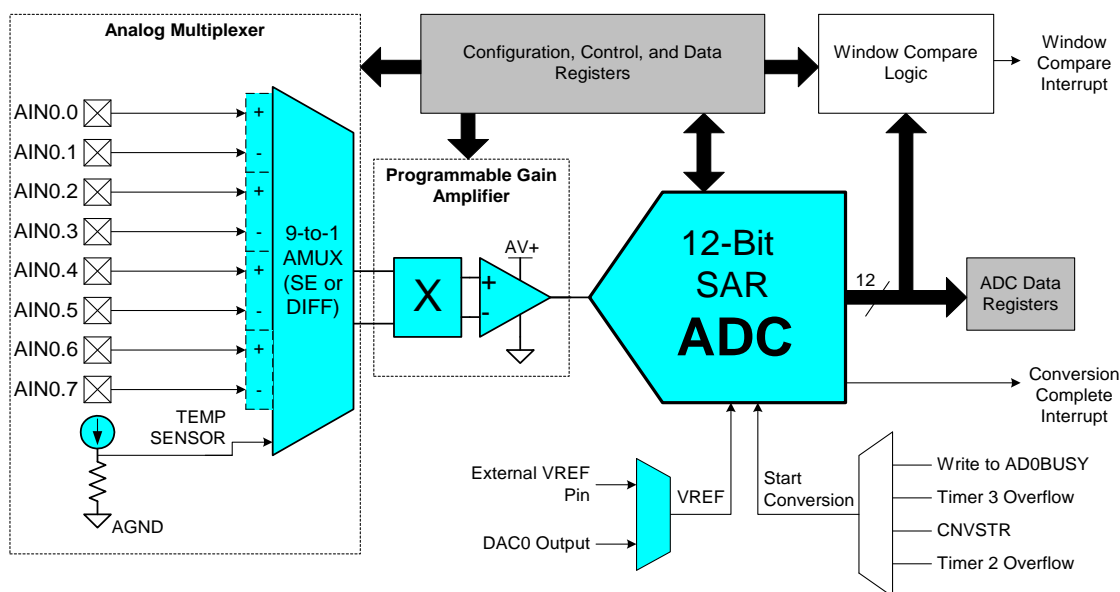 Analog Multiplexer
AIN0.0
AIN0.1
AIN0.2
AIN0.3
AIN0.4
AIN0.5
AIN0.6
AIN0.7
+
-
+
-
+
-
+
-
9-to-1
AMUX
(SE or
DIFF)
TEMP
SENSOR
AGND
Configuration, Control, and Data
Registers
Window Compare
Logic
Window
Compare
Interrupt
Programmable Gain
Amplifier
X
+
-
AV+
12-Bit
SAR
ADC
12
ADC Data
Registers
Conversion
Complete
Interrupt
External VREF
Pin
DAC0 Output
VREF
Start
Conversion
Write to AD0BUSY
Timer 3 Overflow
CNVSTR
Timer 2 Overflow